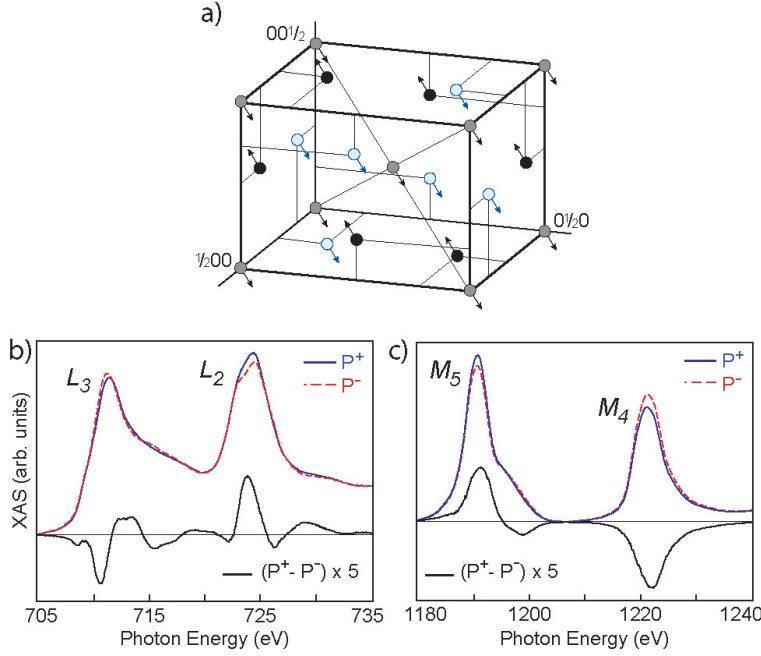 a)
00½
0½0
½00
b)
L₃
L₂
P⁺
P⁻
(P⁺- P⁻) x 5
XAS (arb. units)
705 715 725 735
Photon Energy (eV)
c)
M₅
M₄
P⁺
P⁻
(P⁺- P⁻) x 5
1180 1200 1220 1240
Photon Energy (eV)